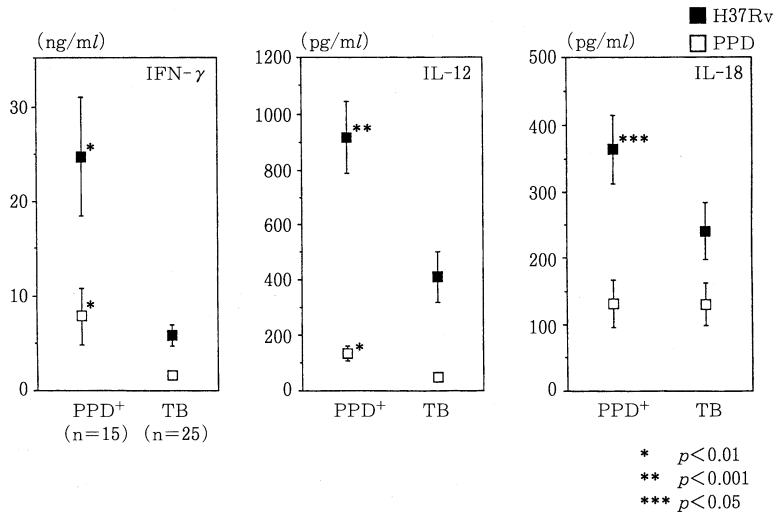 ■ H37Rv
□ PPD
(ng/ml)
IFN-γ
30
20
10
0
*
*
PPD+ TB
(n=15) (n=25)
(pg/ml)
IL-12
1200
1000
800
600
400
200
0
**
*
PPD+ TB
(pg/ml)
IL-18
500
400
300
200
100
0
***
PPD+ TB
* p<0.01
** p<0.001
*** p<0.05